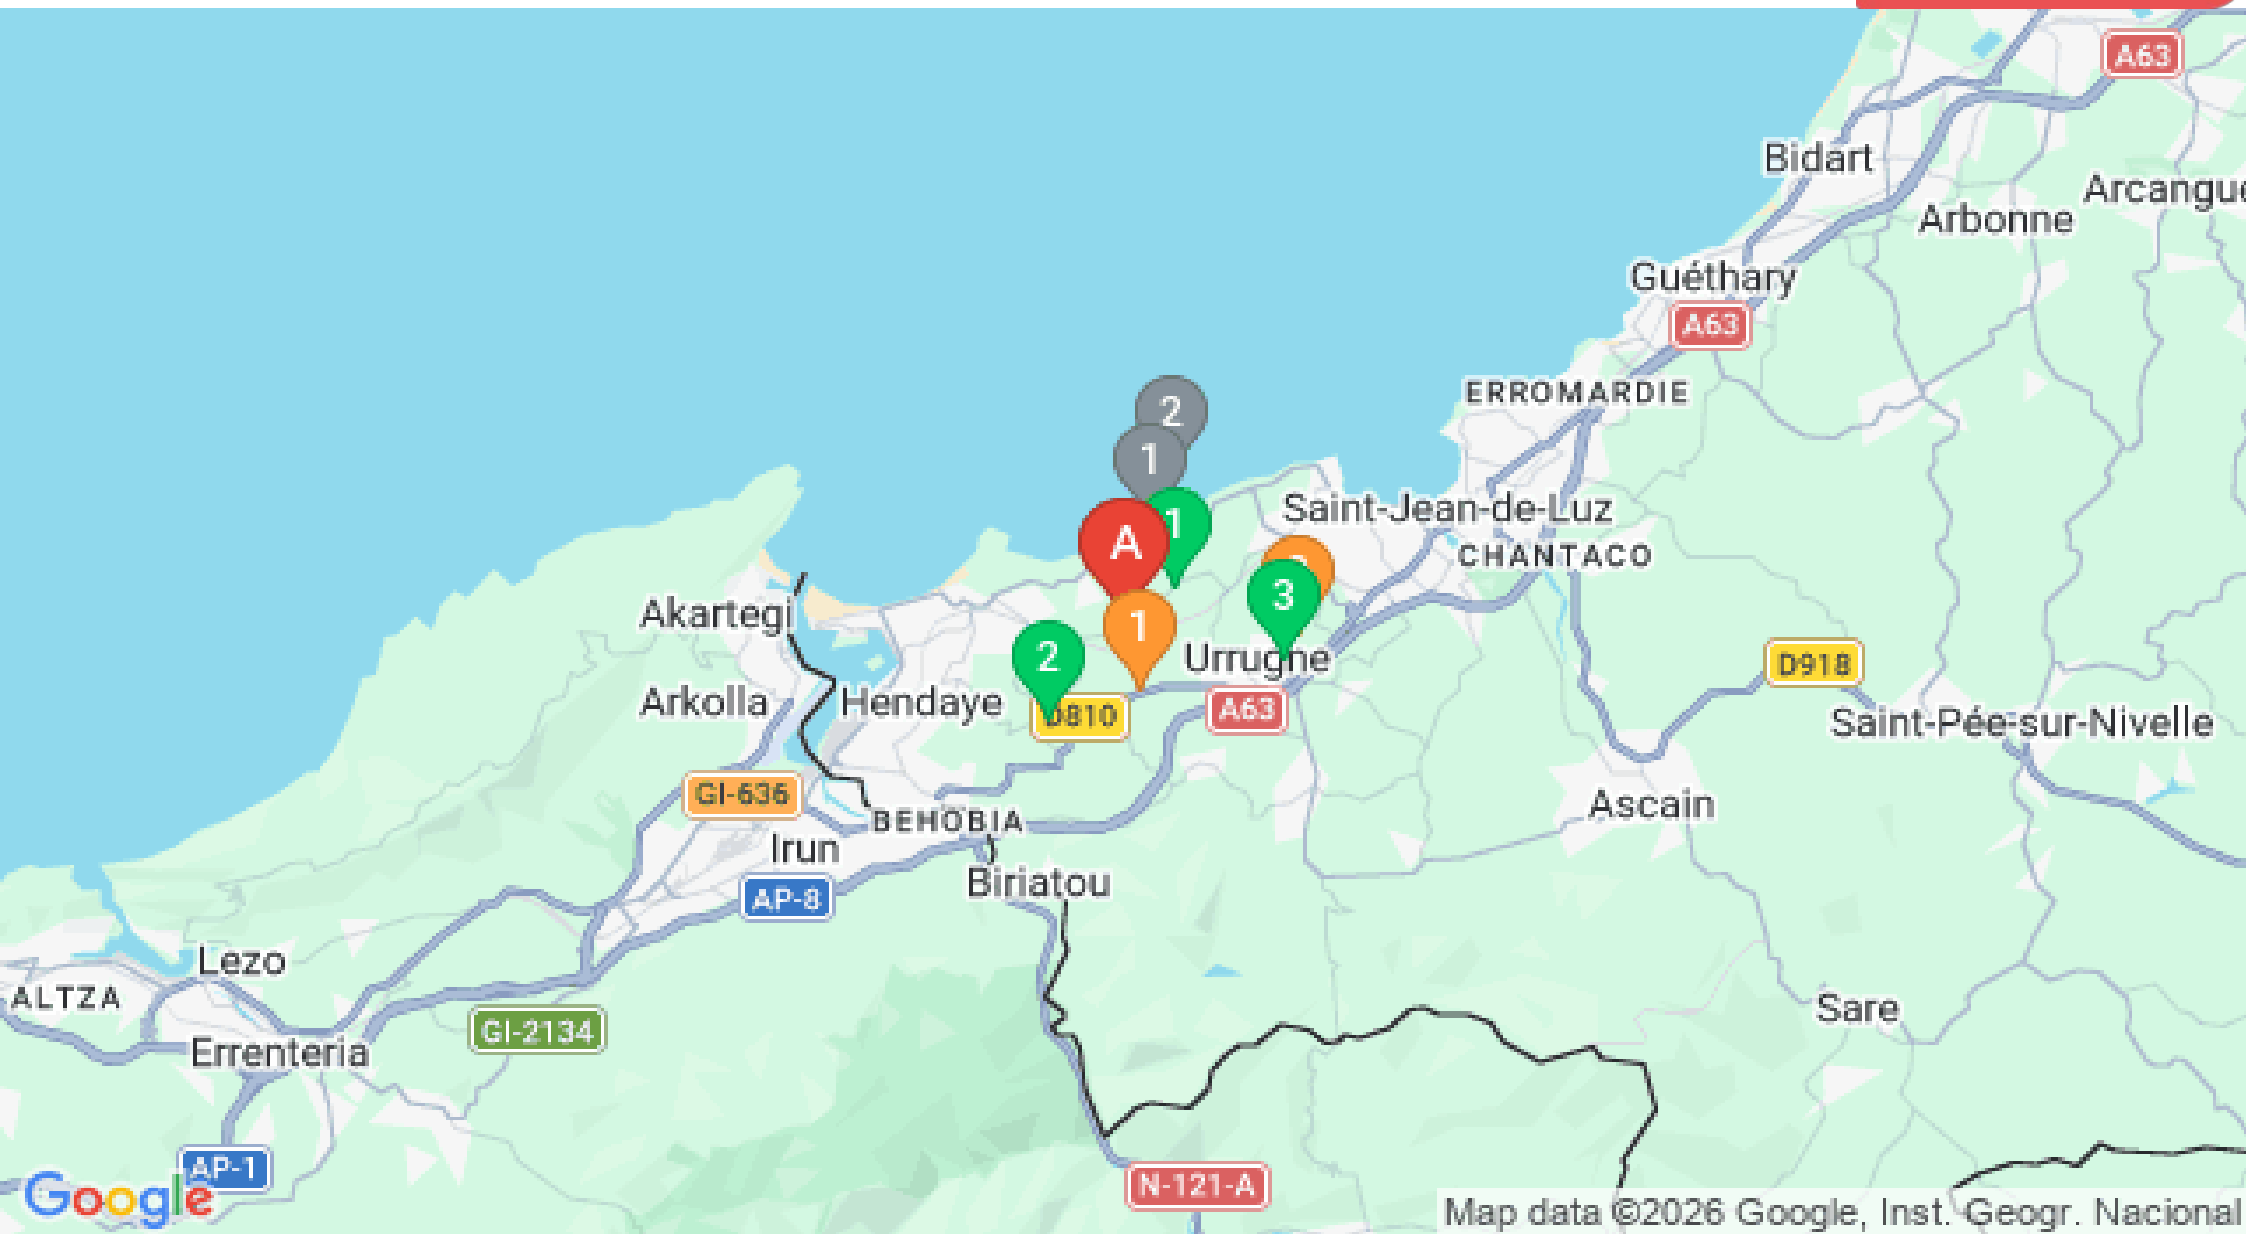 A63
Bidart
Arcangue
Arbonne
Guéthary
A63
ERROMARDIE
2
1
Saint-Jean-de-Luz
1
A
CHANTACO
3
Akartegi
1
2
Urrugne
D918
Arkolla
Hendaye
D810
A63
Saint-Pée-sur-Nivelle
GI-636
Ascain
BEHOBIA
Irun
Biriatou
AP-8
Lezo
ALTZA
Sare
GI-2134
Errenteria
AP-1
N-121-A
Google
Map data ©2026 Google, Inst. Geogr. Nacional